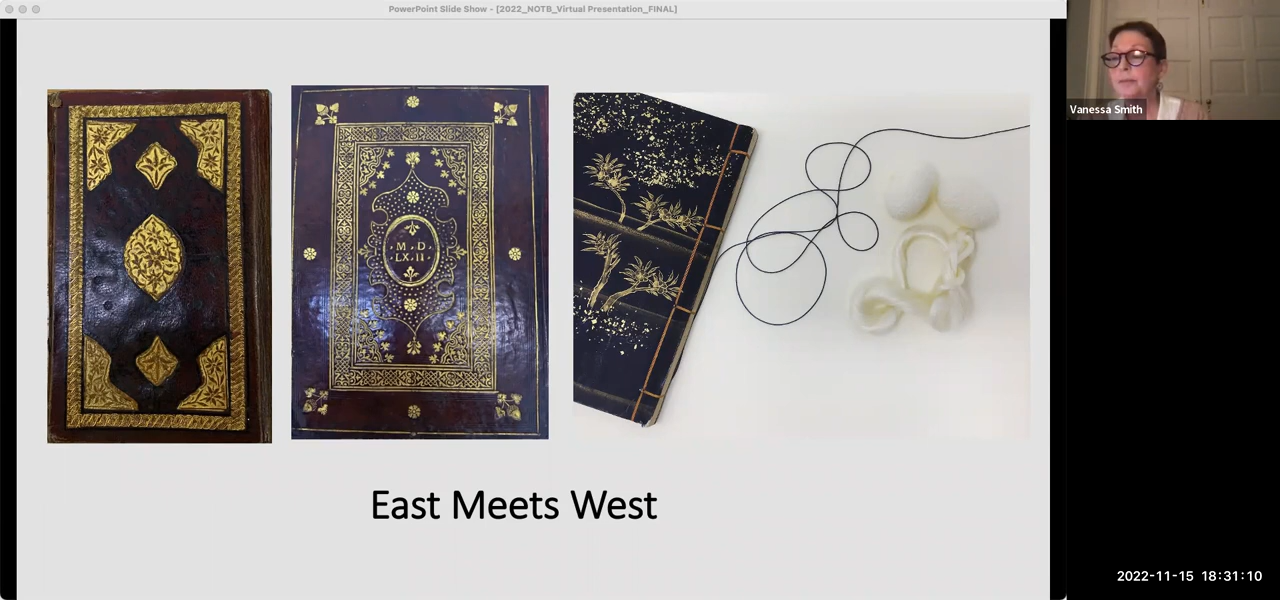 PowerPoint Slide Show - [2022_NOTB_Virtual Presentation_FINAL]
Vanessa Smith
M · D ·
LX · II
East Meets West
2022-11-15 18:31:10